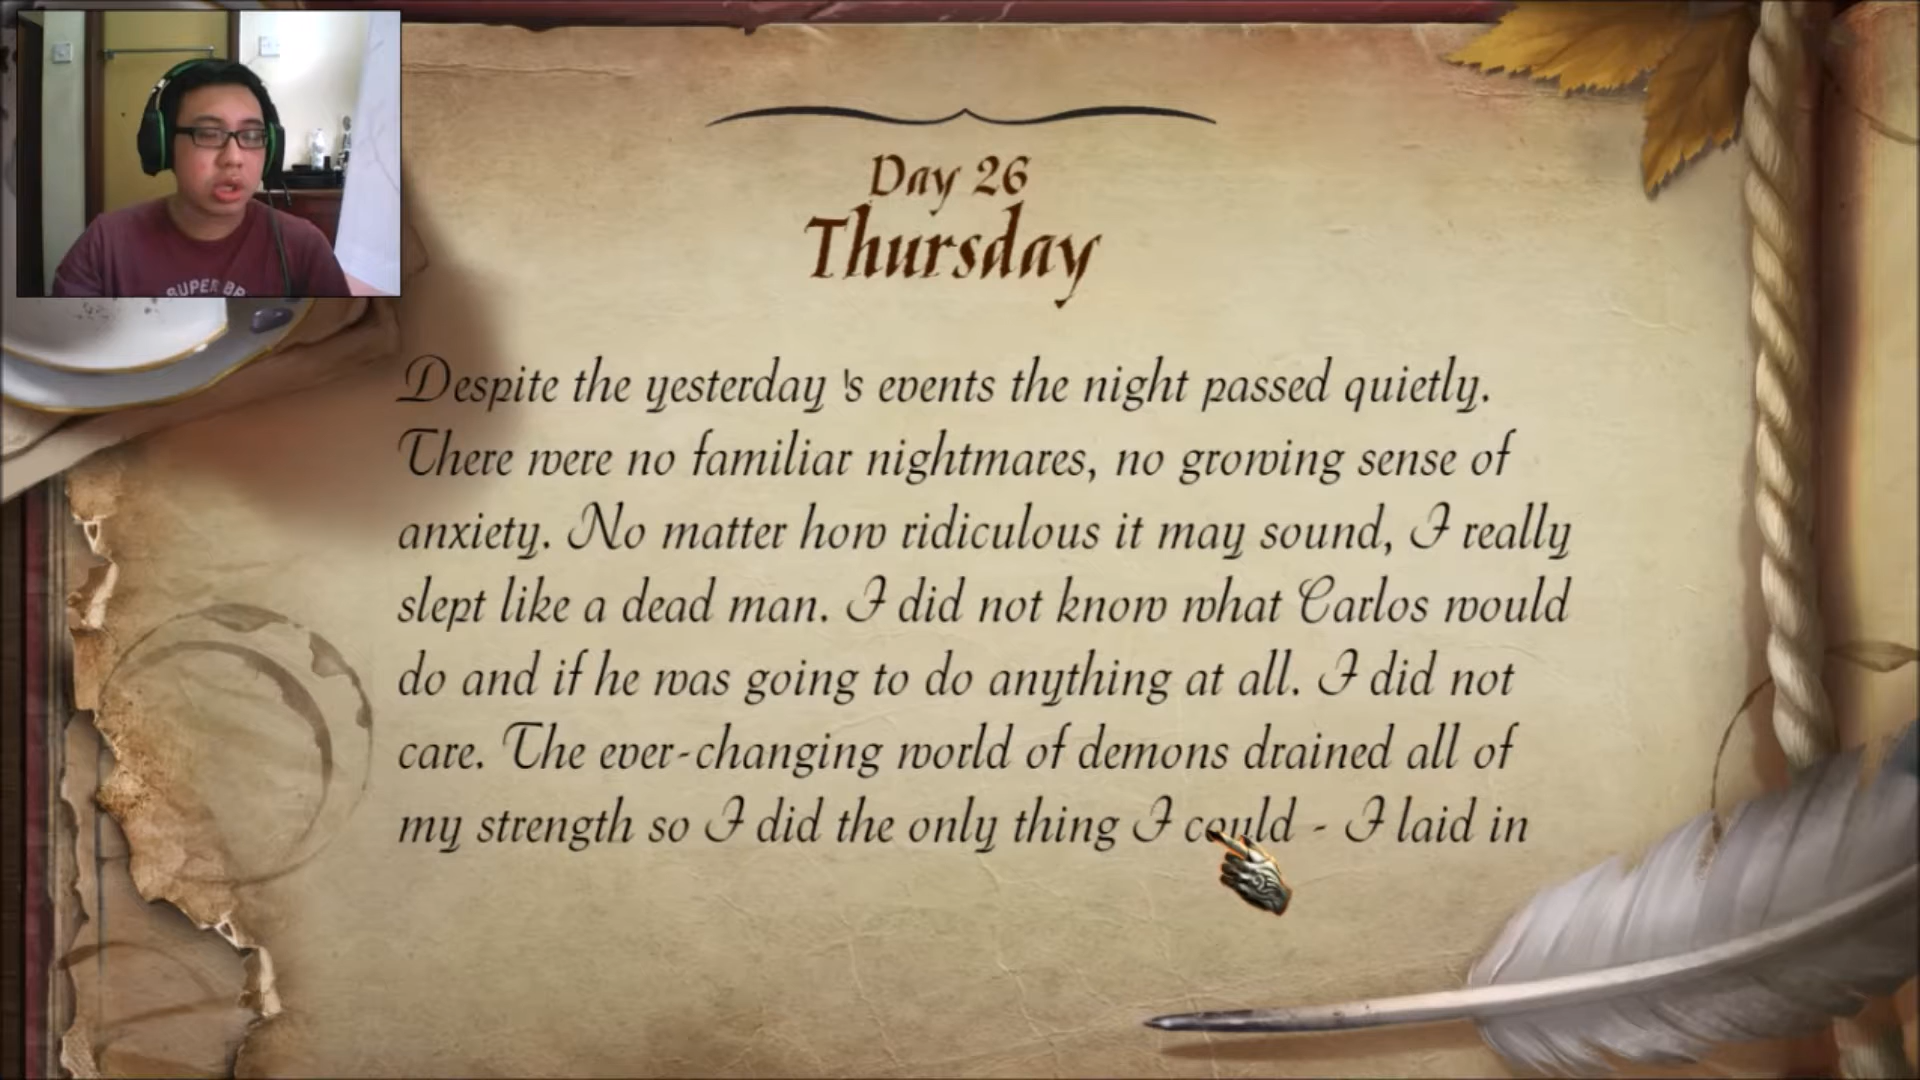 SUPER BR
Day 26
Thursday
Despite the yesterday 's events the night passed quietly.
There were no familiar nightmares, no growing sense of
anxiety. No matter how ridiculous it may sound, I really
slept like a dead man. I did not know what Carlos would
do and if he was going to do anything at all. I did not
care. The ever-changing world of demons drained all of
my strength so I did the only thing I could - I laid in